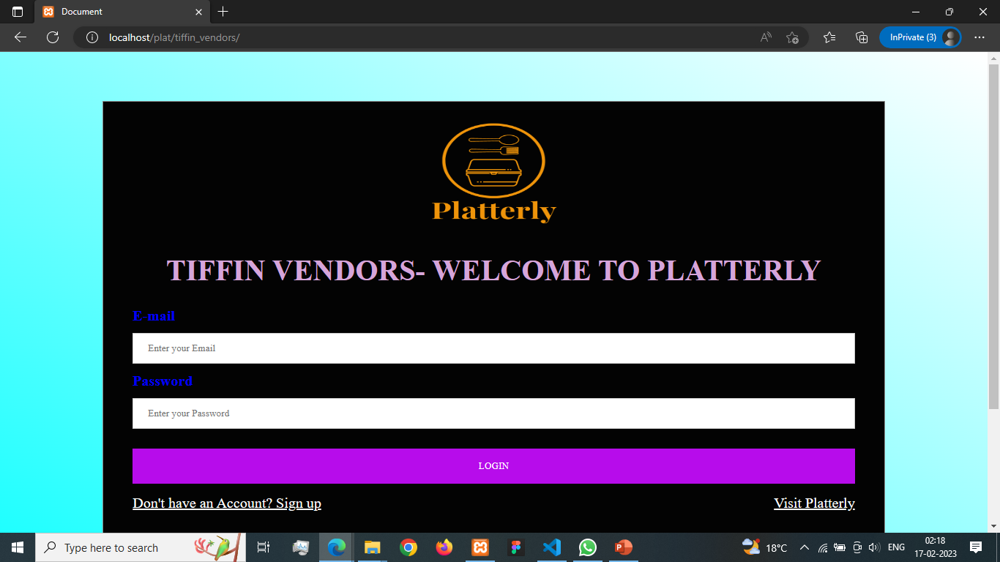 Document
localhost/plat/tiffin_vendors/
InPrivate (3)
Platterly
TIFFIN VENDORS- WELCOME TO PLATTERLY
E-mail
Enter your Email
Password
Enter your Password
LOGIN
Don't have an Account? Sign up
Visit Platterly
Type here to search
18°C
ENG
02:18
17-02-2023